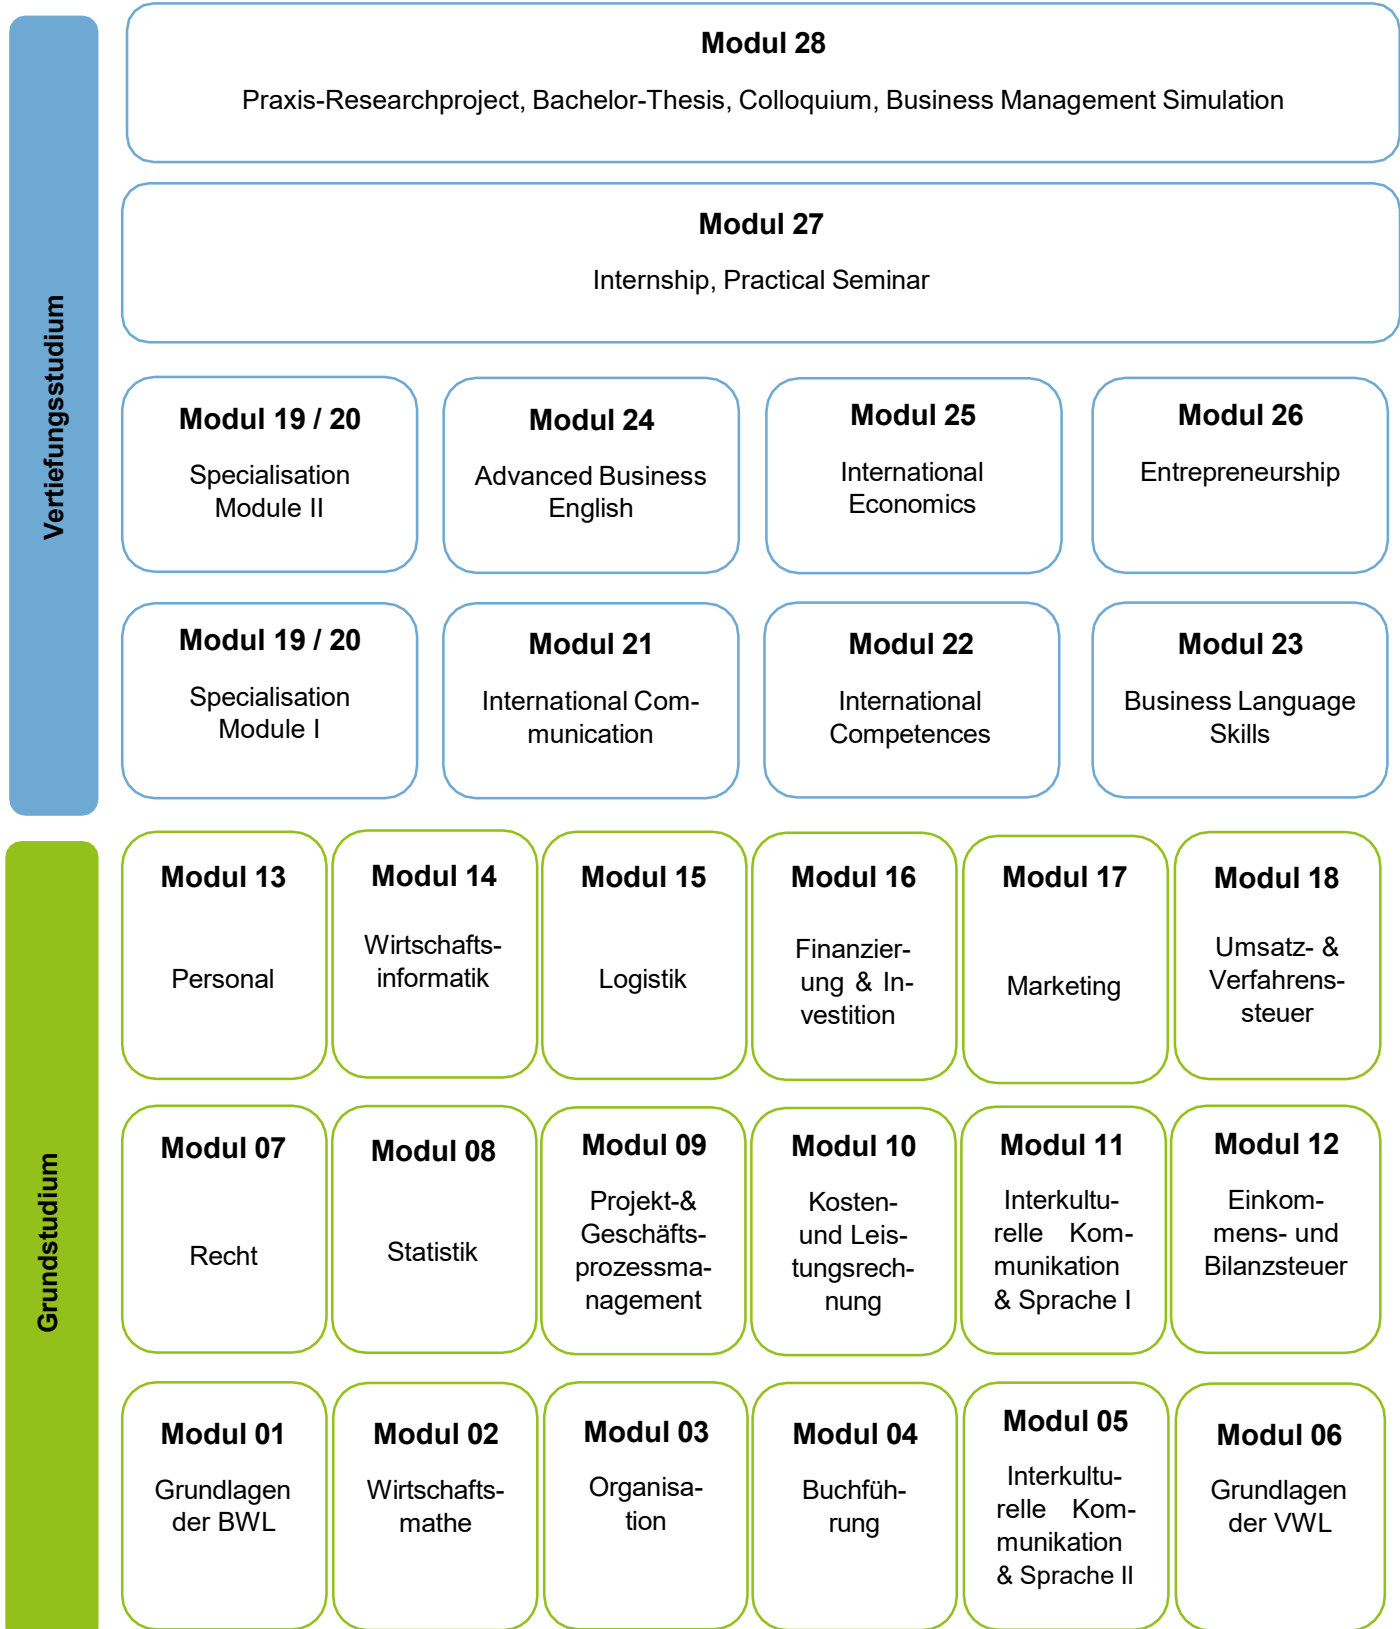 Vertiefungsstudium
Modul 28
Praxis-Researchproject, Bachelor-Thesis, Colloquium, Business Management Simulation
Modul 27
Internship, Practical Seminar
Modul 19 / 20
Specialisation
Module II
Modul 24
Advanced Business
English
Modul 25
International
Economics
Modul 26
Entrepreneurship
Modul 19 / 20
Specialisation
Module I
Modul 21
International Com-
munication
Modul 22
International
Competences
Modul 23
Business Language
Skills
Grundstudium
Modul 13
Personal
Modul 14
Wirtschafts-
informatik
Modul 15
Logistik
Modul 16
Finanzier-
ung & In-
vestition
Modul 17
Marketing
Modul 18
Umsatz- &
Verfahrens-
steuer
Modul 07
Recht
Modul 08
Statistik
Modul 09
Projekt-&
Geschäfts-
prozessma-
nagement
Modul 10
Kosten-
und Leis-
tungsrech-
nung
Modul 11
Interkultu-
relle Kom-
munikation
& Sprache I
Modul 12
Einkom-
mens- und
Bilanzsteuer
Modul 01
Grundlagen
der BWL
Modul 02
Wirtschafts-
mathe
Modul 03
Organisa-
tion
Modul 04
Buchfüh-
rung
Modul 05
Interkultu-
relle Kom-
munikation
& Sprache II
Modul 06
Grundlagen
der VWL